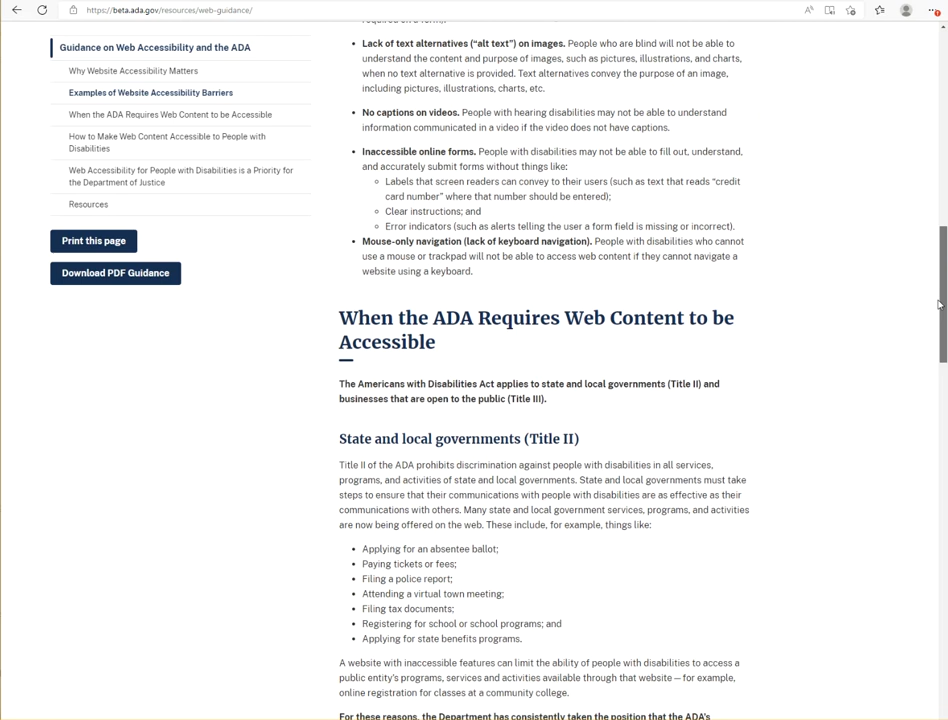 https://beta.ada.gov/resources/web-guidance/
Guidance on Web Accessibility and the ADA
Why Website Accessibility Matters
Examples of Website Accessibility Barriers
When the ADA Requires Web Content to be Accessible
How to Make Web Content Accessible to People with
Disabilities
Web Accessibility for People with Disabilities is a Priority for
the Department of Justice
Resources
Print this page
Download PDF Guidance
required on a form).
• Lack of text alternatives (“alt text”) on images. People who are blind will not be able to
understand the content and purpose of images, such as pictures, illustrations, and charts,
when no text alternative is provided. Text alternatives convey the purpose of an image,
including pictures, illustrations, charts, etc.
• No captions on videos. People with hearing disabilities may not be able to understand
information communicated in a video if the video does not have captions.
• Inaccessible online forms. People with disabilities may not be able to fill out, understand,
and accurately submit forms without things like:
○ Labels that screen readers can convey to their users (such as text that reads “credit
card number” where that number should be entered);
○ Clear instructions; and
○ Error indicators (such as alerts telling the user a form field is missing or incorrect).
• Mouse-only navigation (lack of keyboard navigation). People with disabilities who cannot
use a mouse or trackpad will not be able to access web content if they cannot navigate a
website using a keyboard.
When the ADA Requires Web Content to be
Accessible
The Americans with Disabilities Act applies to state and local governments (Title II) and
businesses that are open to the public (Title III).
State and local governments (Title II)
Title II of the ADA prohibits discrimination against people with disabilities in all services,
programs, and activities of state and local governments. State and local governments must take
steps to ensure that their communications with people with disabilities are as effective as their
communications with others. Many state and local government services, programs, and activities
are now being offered on the web. These include, for example, things like:
• Applying for an absentee ballot;
• Paying tickets or fees;
• Filing a police report;
• Attending a virtual town meeting;
• Filing tax documents;
• Registering for school or school programs; and
• Applying for state benefits programs.
A website with inaccessible features can limit the ability of people with disabilities to access a
public entity’s programs, services and activities available through that website — for example,
online registration for classes at a community college.
For these reasons, the Department has consistently taken the position that the ADA’s